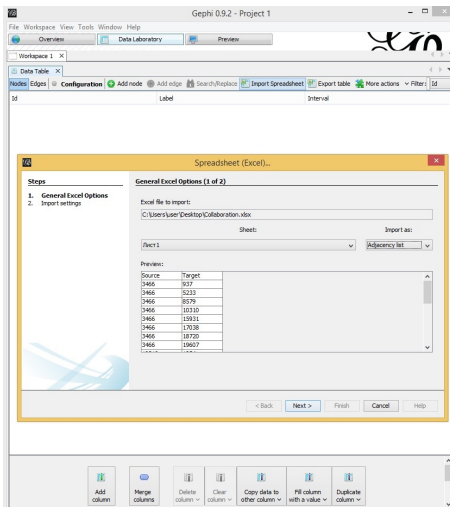 Gephi 0.9.2 - Project 1
File Workspace View Tools Window Help
Overview Data Laboratory Preview
Workspace 1 X
Data Table X
Nodes Edges Configuration Add node Add edge Search/Replace Import Spreadsheet Export table More actions Filter: Id
Id Label Interval
Spreadsheet (Excel)...
Steps
1. General Excel Options
2. Import settings
General Excel Options (1 of 2)
Excel file to import:
C:\Users\user\Desktop\Collaboration.xlsx
Sheet: Import as:
Лист1 Adjacency list
Preview:
Source Target
3466 937
3466 5233
3466 8579
3466 10310
3466 15931
3466 17038
3466 18720
3466 19607
< Back Next > Finish Cancel Help
Add column Merge columns Delete column Clear column Copy data to other column Fill column with a value Duplicate column